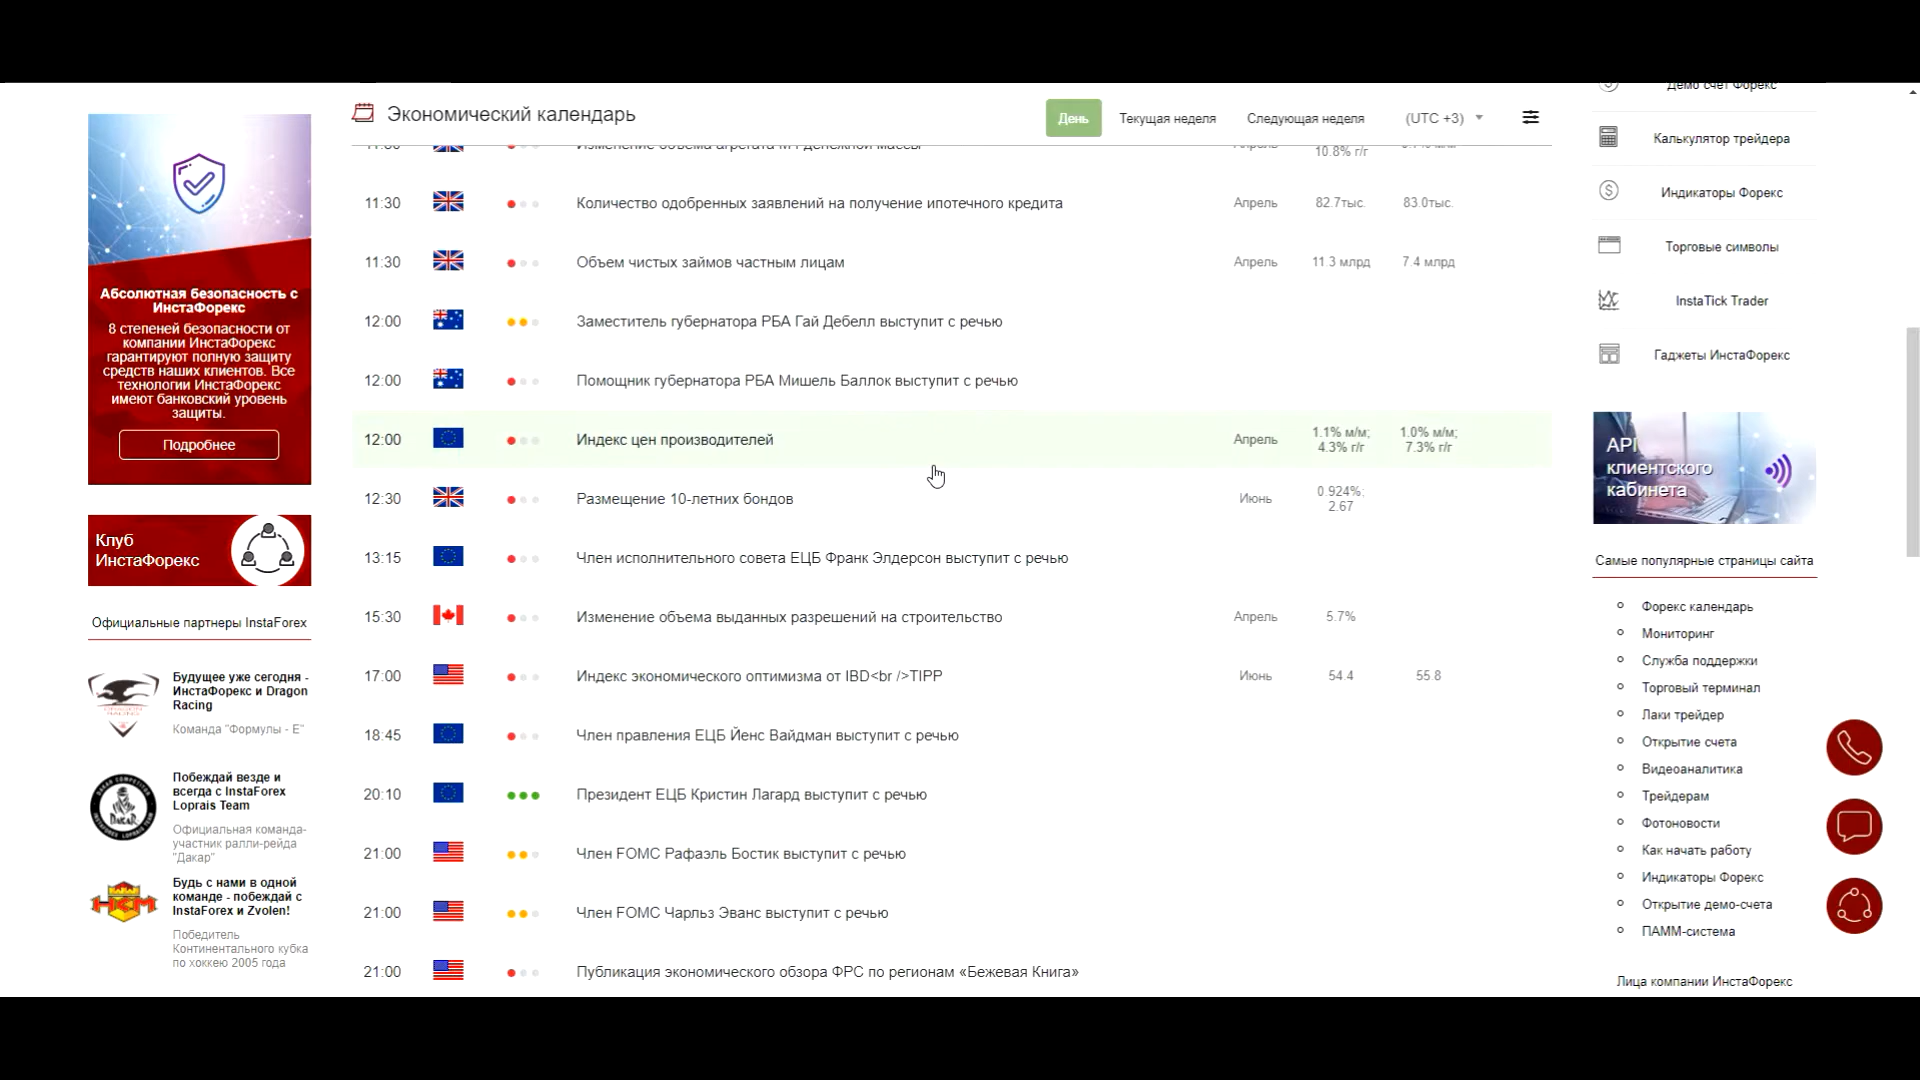 Абсолютная безопасность с
ИнстаФорекс
8 степеней безопасности от
компании ИнстаФорекс
гарантируют полную защиту
средств наших клиентов. Все
технологии ИнстаФорекс
имеют банковский уровень
защиты.
Подробнее
Клуб
ИнстаФорекс
Официальные партнеры InstaForex
Будущее уже сегодня -
ИнстаФорекс и Dragon
Racing
Команда "Формулы - Е"
Побеждай везде и
всегда с InstaForex
Loprais Team
Официальная команда-
участник ралли-рейда
"Дакар"
Будь с нами в одной
команде - побеждай с
InstaForex и Zvolen!
Победитель
Континентального кубка
по хоккею 2005 года
Экономический календарь
День Текущая неделя Следующая неделя (UTC +3)
10.8% г/г
11:30 Количество одобренных заявлений на получение ипотечного кредита Апрель 82.7тыс. 83.0тыс.
11:30 Объем чистых займов частным лицам Апрель 11.3 млрд 7.4 млрд
12:00 Заместитель губернатора РБА Гай Дебелл выступит с речью
12:00 Помощник губернатора РБА Мишель Баллок выступит с речью
12:00 Индекс цен производителей Апрель 1.1% м/м; 1.0% м/м;
4.3% г/г 7.3% г/г
12:30 Размещение 10-летних бондов Июнь 0.924%;
2.67
13:15 Член исполнительного совета ЕЦБ Франк Элдерсон выступит с речью
15:30 Изменение объема выданных разрешений на строительство Апрель 5.7%
17:00 Индекс экономического оптимизма от IBD<br />TIPP Июнь 54.4 55.8
18:45 Член правления ЕЦБ Йенс Вайдман выступит с речью
20:10 Президент ЕЦБ Кристин Лагард выступит с речью
21:00 Член FOMC Рафаэль Бостик выступит с речью
21:00 Член FOMC Чарльз Эванс выступит с речью
21:00 Публикация экономического обзора ФРС по регионам «Бежевая Книга»
Демо счет Форекс
Калькулятор трейдера
Индикаторы Форекс
Торговые символы
InstaTick Trader
Гаджеты ИнстаФорекс
API
клиентского
кабинета
Самые популярные страницы сайта
Форекс календарь
Мониторинг
Служба поддержки
Торговый терминал
Лаки трейдер
Открытие счета
Видеоаналитика
Трейдерам
Фотоновости
Как начать работу
Индикаторы Форекс
Открытие демо-счета
ПАММ-система
Лица компании ИнстаФорекс